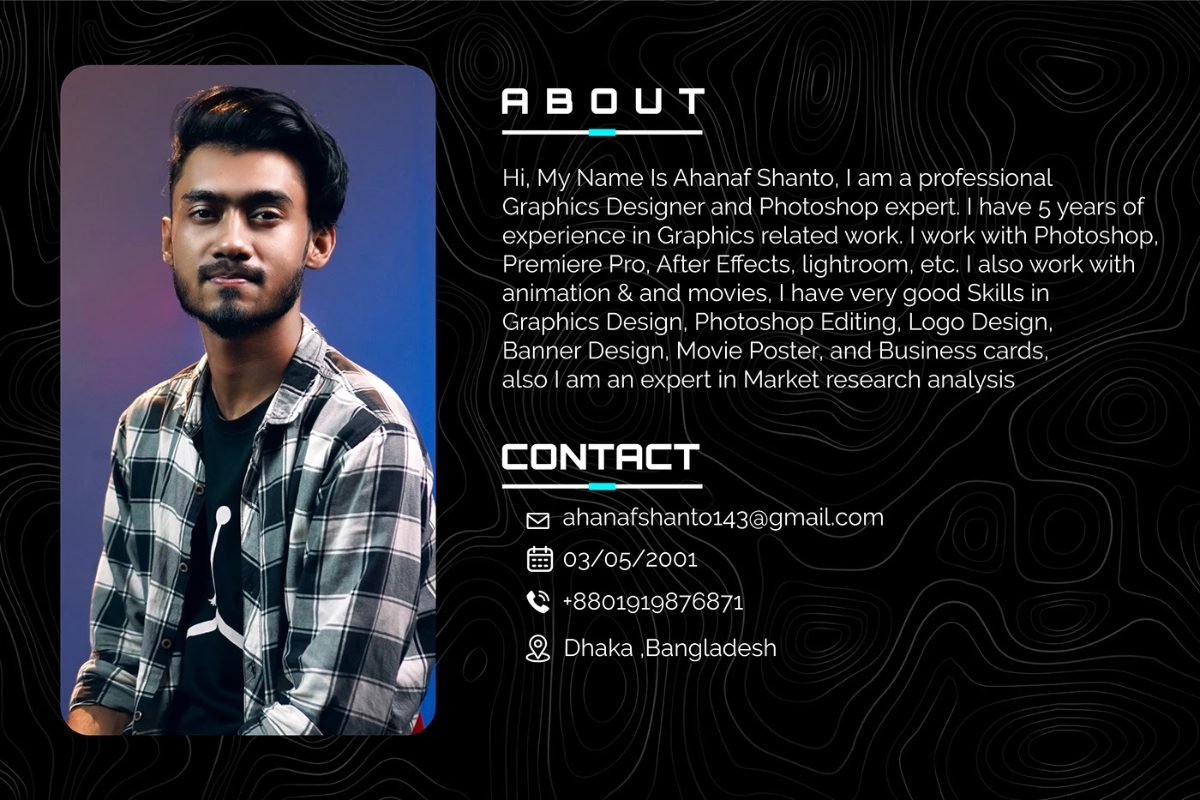 ABOUT
Hi, My Name Is Ahanaf Shanto, I am a professional
Graphics Designer and Photoshop expert. I have 5 years of
experience in Graphics related work. I work with Photoshop,
Premiere Pro, After Effects, lightroom, etc. I also work with
animation & and movies, I have very good Skills in
Graphics Design, Photoshop Editing, Logo Design,
Banner Design, Movie Poster, and Business cards,
also I am an expert in Market research analysis
CONTACT
ahanafshanto143@gmail.com
03/05/2001
+8801919876871
Dhaka ,Bangladesh